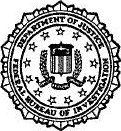 DEPARTMENT OF JUSTICE
FEDERAL BUREAU OF INVESTIGATION